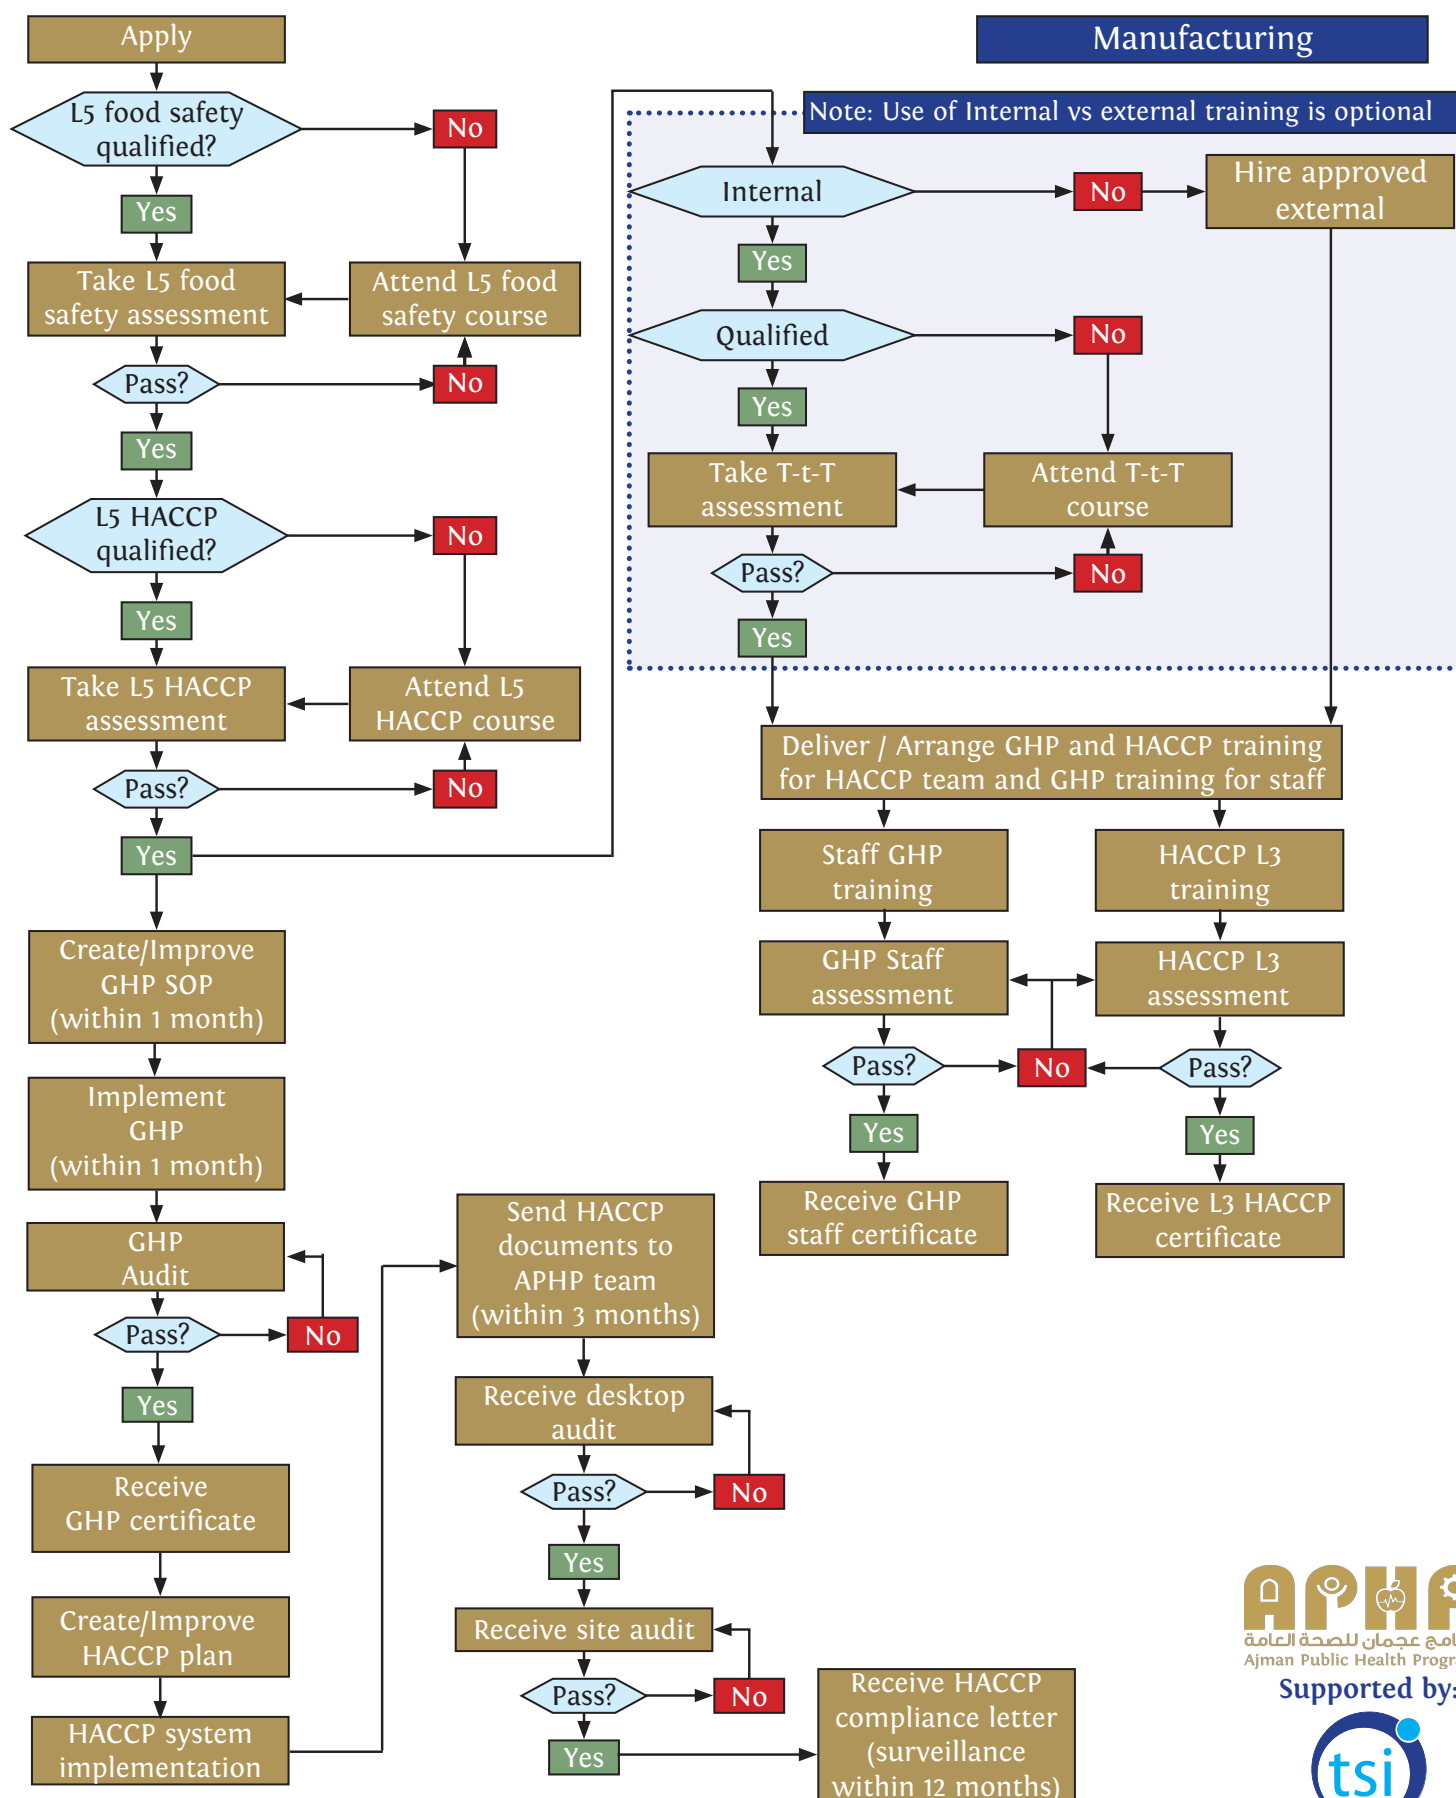 Apply
Manufacturing
L5 food safety
qualified?
No
Yes
Take L5 food
safety assessment
Attend L5 food
safety course
Pass?
No
Yes
L5 HACCP
qualified?
No
Yes
Take L5 HACCP
assessment
Attend L5
HACCP course
Pass?
No
Yes
Note: Use of Internal vs external training is optional
Internal
No
Hire approved
external
Yes
Qualified
No
Yes
Take T-t-T
assessment
Attend T-t-T
course
Pass?
No
Yes
Deliver / Arrange GHP and HACCP training
for HACCP team and GHP training for staff
Staff GHP
training
HACCP L3
training
GHP Staff
assessment
HACCP L3
assessment
Pass?
No
Pass?
Yes
Yes
Receive GHP
staff certificate
Receive L3 HACCP
certificate
Create/Improve
GHP SOP
(within 1 month)
Implement
GHP
(within 1 month)
GHP
Audit
Pass?
No
Yes
Receive
GHP certificate
Create/Improve
HACCP plan
HACCP system
implementation
Send HACCP
documents to
APHP team
(within 3 months)
Receive desktop
audit
Pass?
No
Yes
Receive site audit
Pass?
No
Yes
Receive HACCP
compliance letter
(surveillance
within 12 months)
APH
عجمان للصحة العامة
Ajman Public Health
Supported by:
tsi